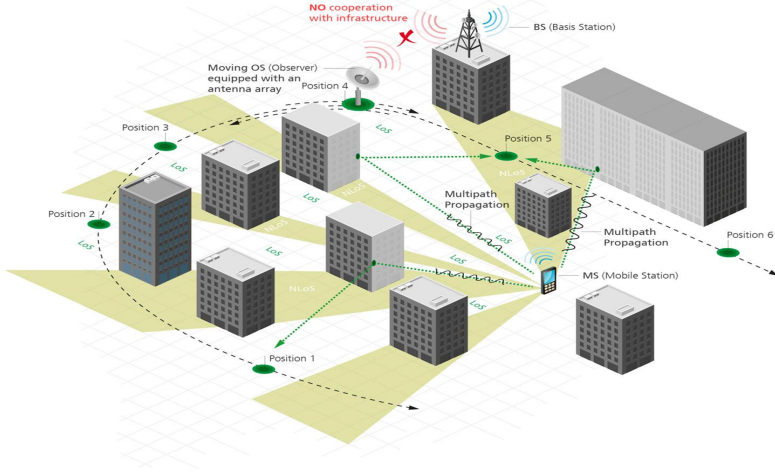 NO cooperation
with infrastructure
BS (Basis Station)
Moving OS (Observer)
equipped with an
antenna array
Position 4
Position 3
LoS
Position 5
LoS
LoS
NLoS
NLoS
Multipath
Propagation
Position 2
LoS
LoS
LoS
Multipath
Propagation
Position 6
LoS
NLoS
LoS
MS (Mobile Station)
Position 1